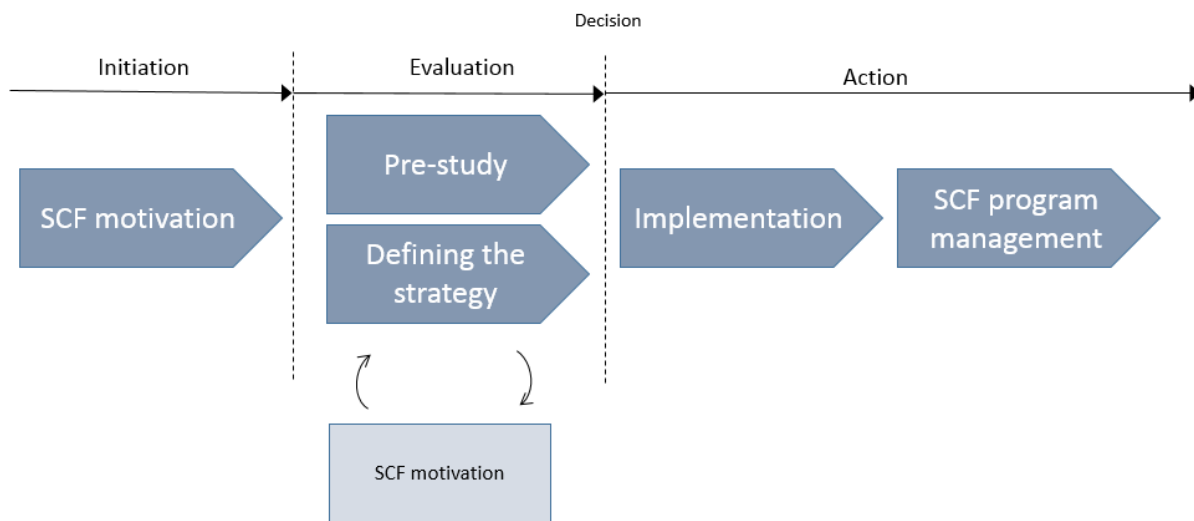 Decision
Initiation
Evaluation
Action
SCF motivation
Pre-study
Defining the
strategy
Implementation
SCF program
management
SCF motivation